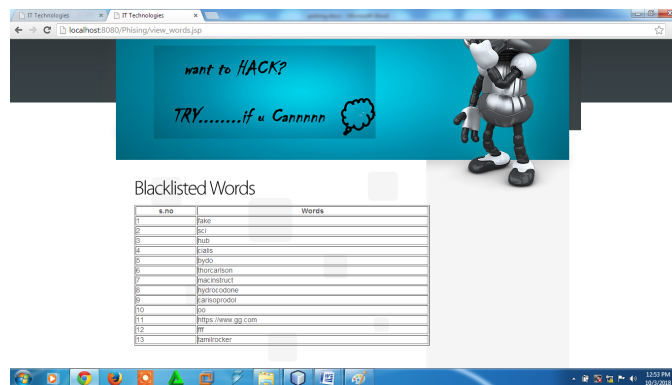 IT Technologies
IT Technologies
localhost:8080/Phising/view_words.jsp
want to HACK?
TRY........if u Cannnnn
Blacklisted Words
s.no Words
1 fake
2 sci
3 hub
4 cialis
5 bydo
6 thorcarlson
7 macinstruct
8 hydrocodone
9 carisoprodol
10 oo
11 https://www.gg.com
12 fff
13 tamilrocker
12:53 PM